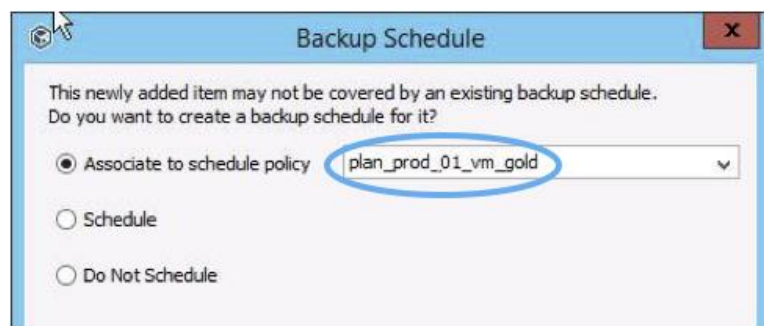 Backup Schedule
x
This newly added item may not be covered by an existing backup schedule.
Do you want to create a backup schedule for it?
Associate to schedule policy plan_prod_01_vm_gold
Schedule
Do Not Schedule